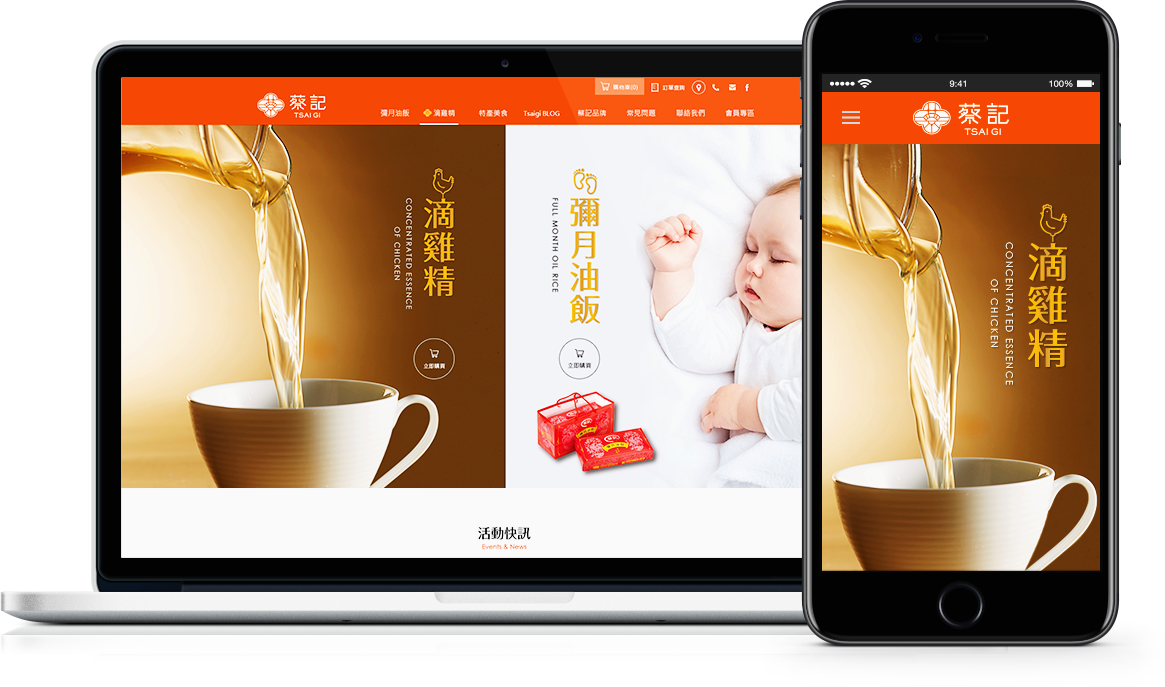 購物車(0)
訂單查詢
蔡記
TSAI GI
彌月油飯
滴雞精
特產美食
Tsaigi BLOG
蔡記品牌
常見問題
聯絡我們
會員專區
滴雞精
CONCENTRATED ESSENCE
OF CHICKEN
立即購買
彌月油飯
FULL MONTH OIL RICE
立即購買
活動快訊
Events & News
9:41
100%
蔡記
TSAI GI
滴雞精
CONCENTRATED ESSENCE
OF CHICKEN